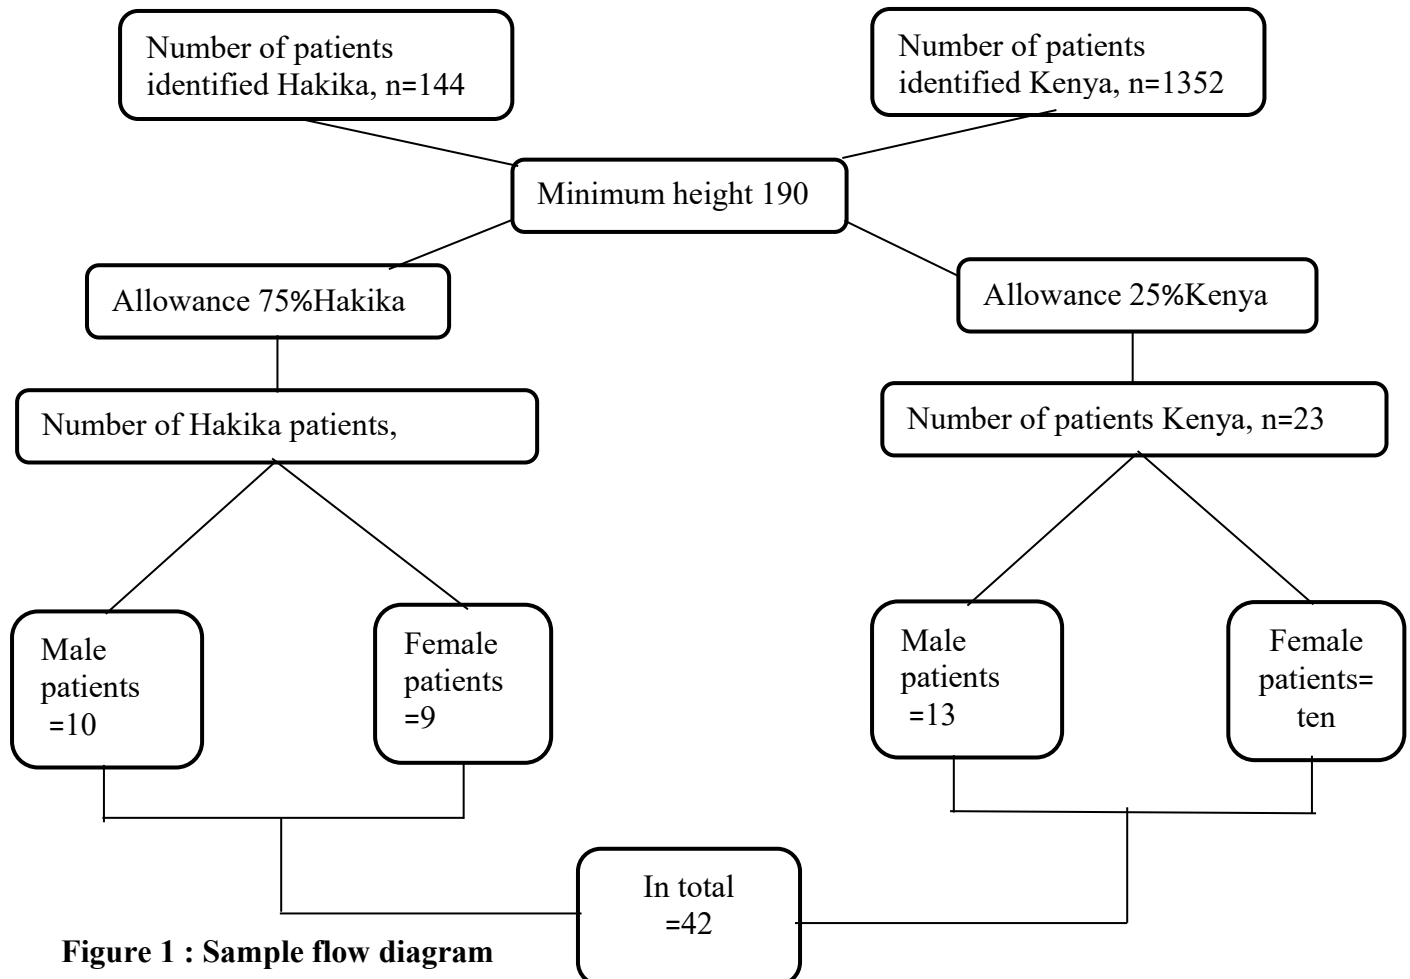 Number of patients
identified Hakika, n=144
Number of patients
identified Kenya, n=1352
Minimum height 190
Allowance 75%Hakika
Allowance 25%Kenya
Number of Hakika patients,
Number of patients Kenya, n=23
Male
patients
=10
Female
patients
=9
Male
patients
=13
Female
patients=
ten
In total
=42
Figure 1 : Sample flow diagram